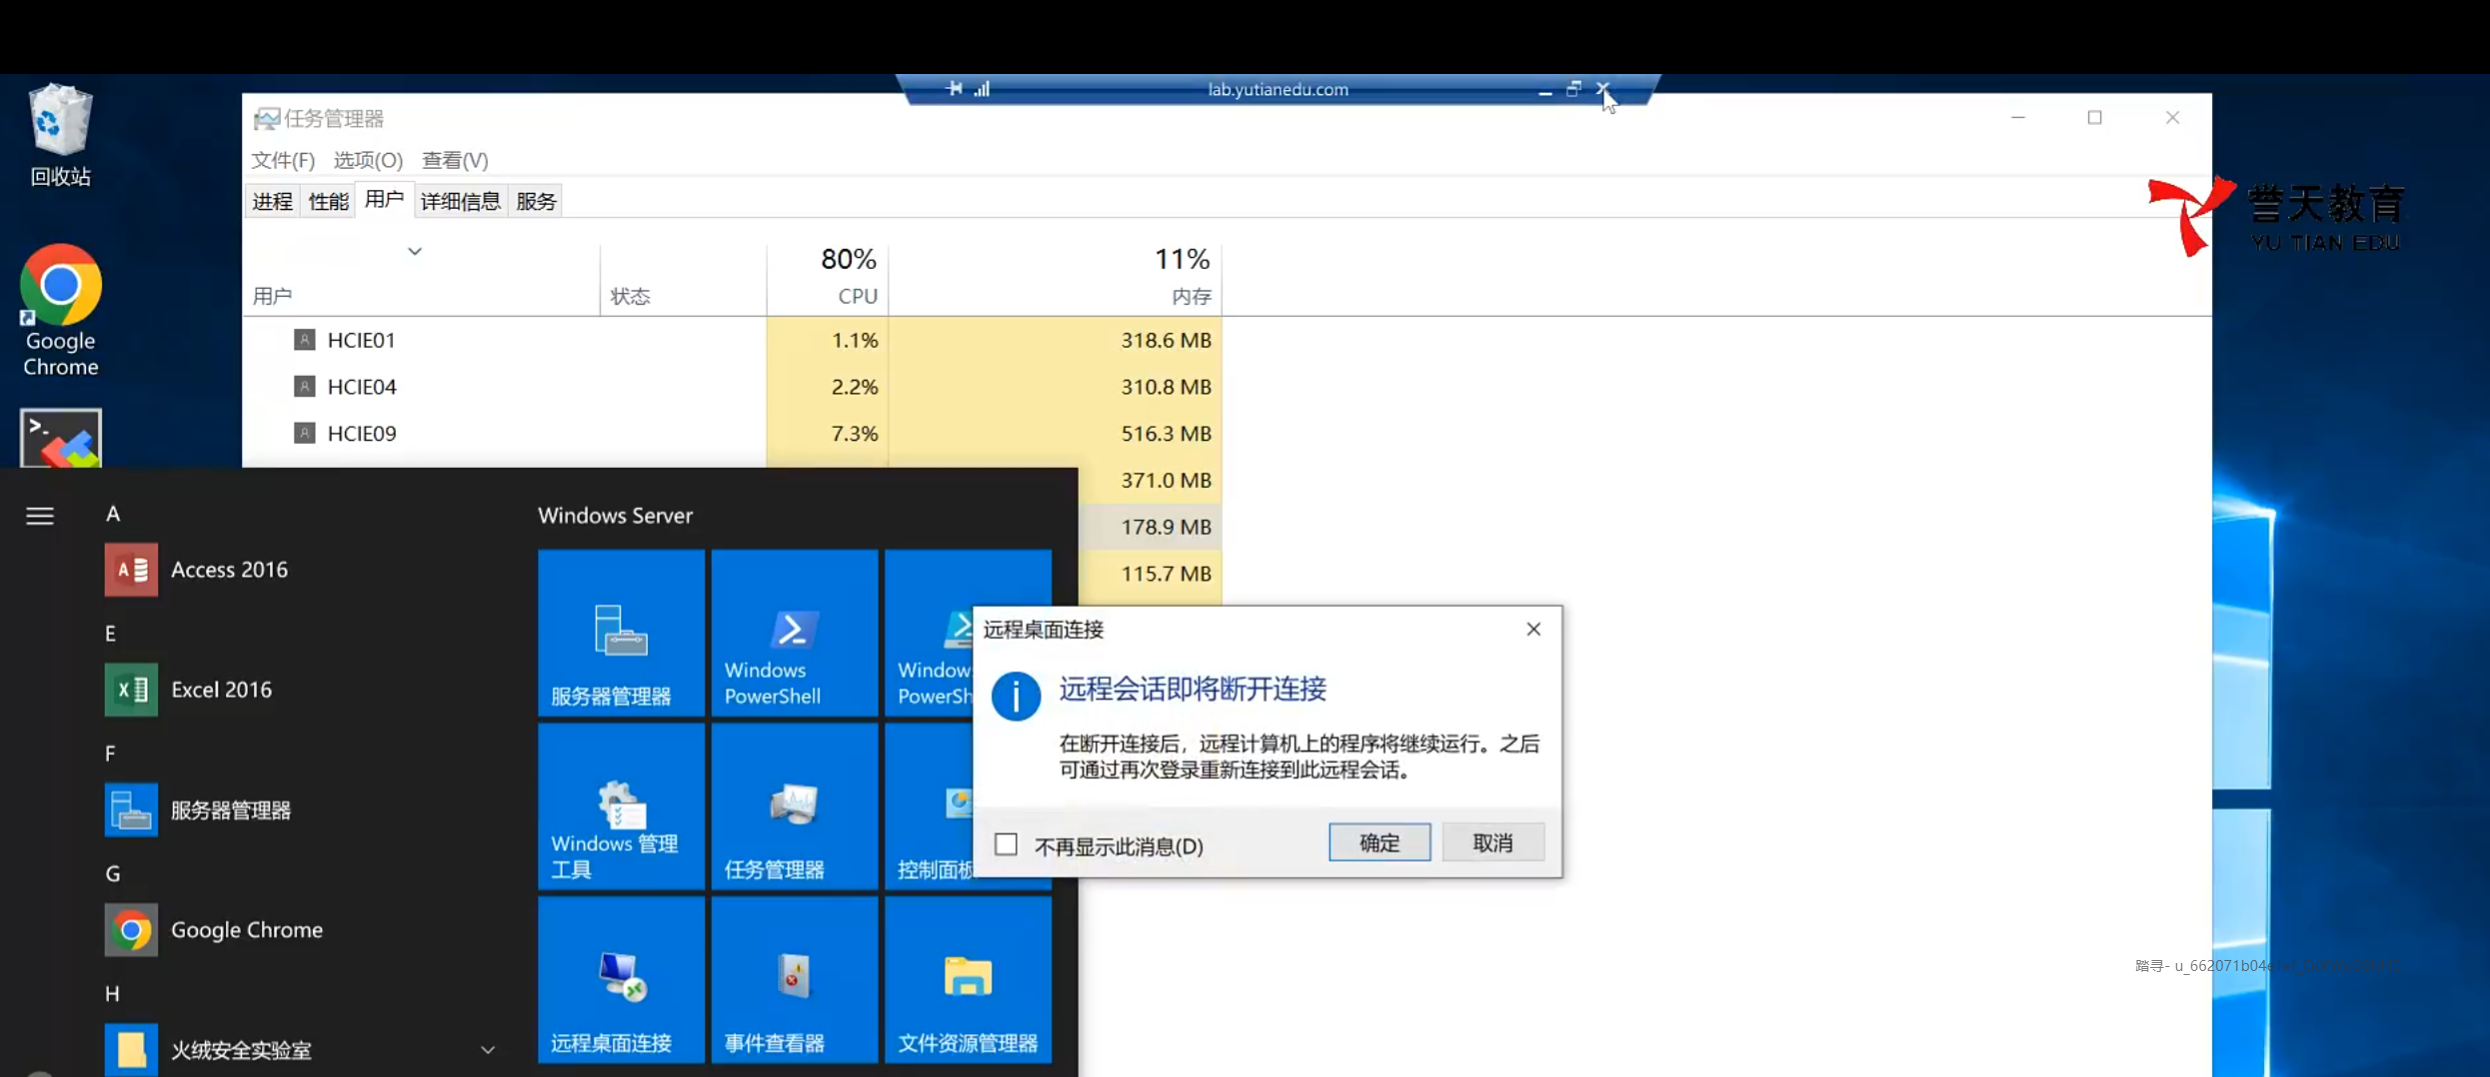 lab.yutianedu.com
任务管理器
回收站
文件(F) 选项(O) 查看(V)
进程 性能 用户 详细信息 服务
誉天教育
YU TIAN EDU
80% 11%
用户 状态 CPU 内存
Google
Chrome
HCIE01 1.1% 318.6 MB
HCIE04 2.2% 310.8 MB
HCIE09 7.3% 516.3 MB
371.0 MB
178.9 MB
115.7 MB
A
Access 2016
E
Excel 2016
F
服务器管理器
G
Google Chrome
H
火绒安全实验室
Windows Server
服务器管理器
Windows
PowerShell
Window
PowerSh
Windows 管理
工具
任务管理器
控制面板
远程桌面连接
事件查看器
文件资源管理器
远程桌面连接
远程会话即将断开连接
在断开连接后，远程计算机上的程序将继续运行。之后
可通过再次登录重新连接到此远程会话。
不再显示此消息(D)
确定 取消
踏寻- u_662071b04